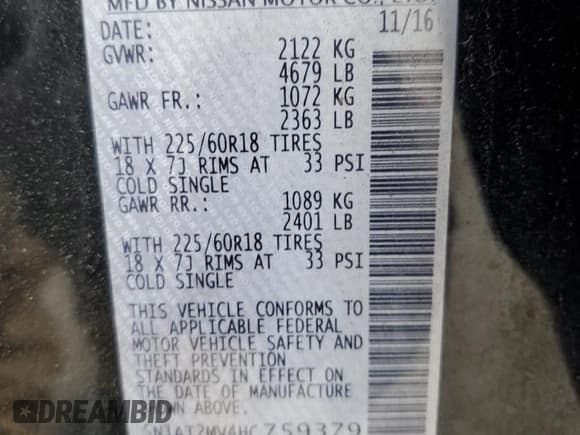 MFD BY NISSAN MOTOR CO., LTD.
DATE: 11/16
GVWR: 2122 KG
4679 LB
GAWR FR.: 1072 KG
2363 LB
WITH 225/60R18 TIRES
18 X 7J RIMS AT 33 PSI
COLD SINGLE
GAWR RR.: 1089 KG
2401 LB
WITH 225/60R18 TIRES
18 X 7J RIMS AT 33 PSI
COLD SINGLE
THIS VEHICLE CONFORMS TO
ALL APPLICABLE FEDERAL
MOTOR VEHICLE SAFETY AND
THEFT PREVENTION
STANDARDS IN EFFECT ON
THE DATE OF MANUFACTURE
ABOVE.
759379
DREAMBID
DREAMBID